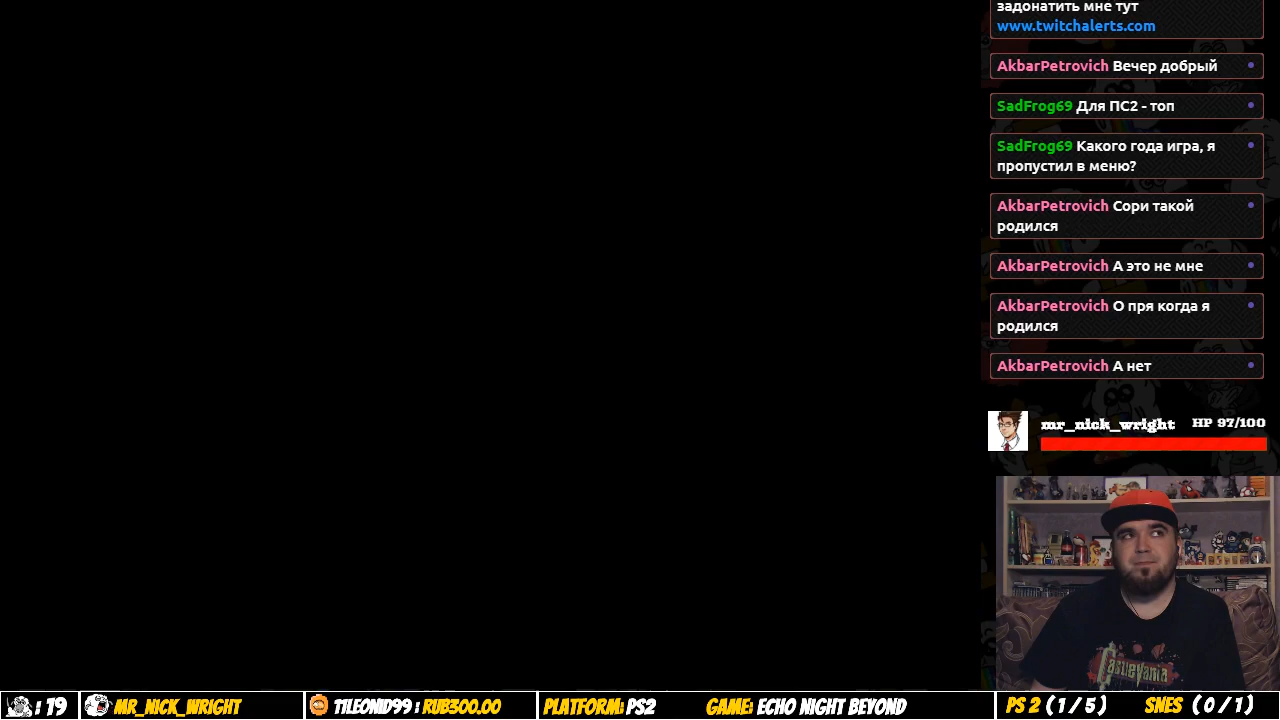 задонатить мне тут
www.twitchalerts.com
AkbarPetrovich Вечер добрый
SadFrog69 Для ПС2 - топ
SadFrog69 Какого года игра, я
пропустил в меню?
AkbarPetrovich Сори такой
родился
AkbarPetrovich А это не мне
AkbarPetrovich О пря когда я
родился
AkbarPetrovich А нет
mr_nick_wright HP 97/100
Castlevania
: 19 MR_NICK_WRIGHT 1TILEONID99 : RUB300.00 PLATFORM: PS2 GAME: ECHO NIGHT BEYOND PS 2 ( 1 / 5 ) SNES ( 0 / 1 )